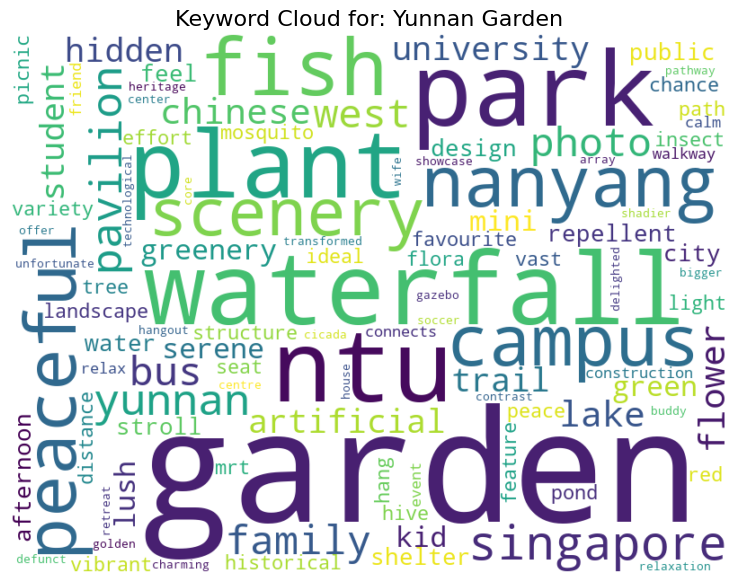 Keyword Cloud for: Yunnan Garden
picnic
friend
hidden
fish
university
public
pathway
heritage
center
feel
chance
student
pavilion
chinese
west
park
path
calm
effort
mosquito
design
photo
insect
walkway
technological
plant
wife
showcase
array
core
nanyang
variety
scenery
mini
shadier
offer
greenery
transformed
favourite
repellent
unfortunate
ideal
flora
vast
city
tree
bigger
peaceful
waterfall
gazebo
delighted
light
landscape
hangout
structure
cicada
connects
soccer
water
serene
campus
relax
bus
seat
ntu
house
trail
construction
centre
contrast
green
flower
yunnan
artificial
peace
lake
buddy
distance
stroll
garden
afternoon
lush
mrt
hang
event
feature
red
retreat
hive
pond
golden
family
kid
singapore
defunct
vibrant
charming
historical
shelter
relaxation